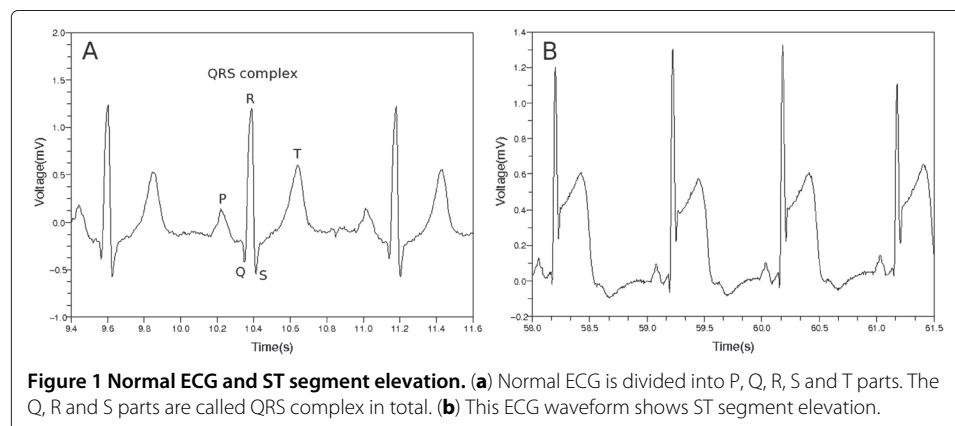 A
QRS complex
R
T
P
Q
S
Voltage(mV)
2.0
1.5
1.0
0.5
0.0
-0.5
-1.0
9.4 9.6 9.8 10.0 10.2 10.4 10.6 10.8 11.0 11.2 11.4 11.6
Time(s)
B
Voltage(mV)
1.4
1.2
1.0
0.8
0.6
0.4
0.2
0.0
-0.2
58.0 58.5 59.0 59.5 60.0 60.5 61.0 61.5
Time(s)
Figure 1 Normal ECG and ST segment elevation. (a) Normal ECG is divided into P, Q, R, S and T parts. The
Q, R and S parts are called QRS complex in total. (b) This ECG waveform shows ST segment elevation.